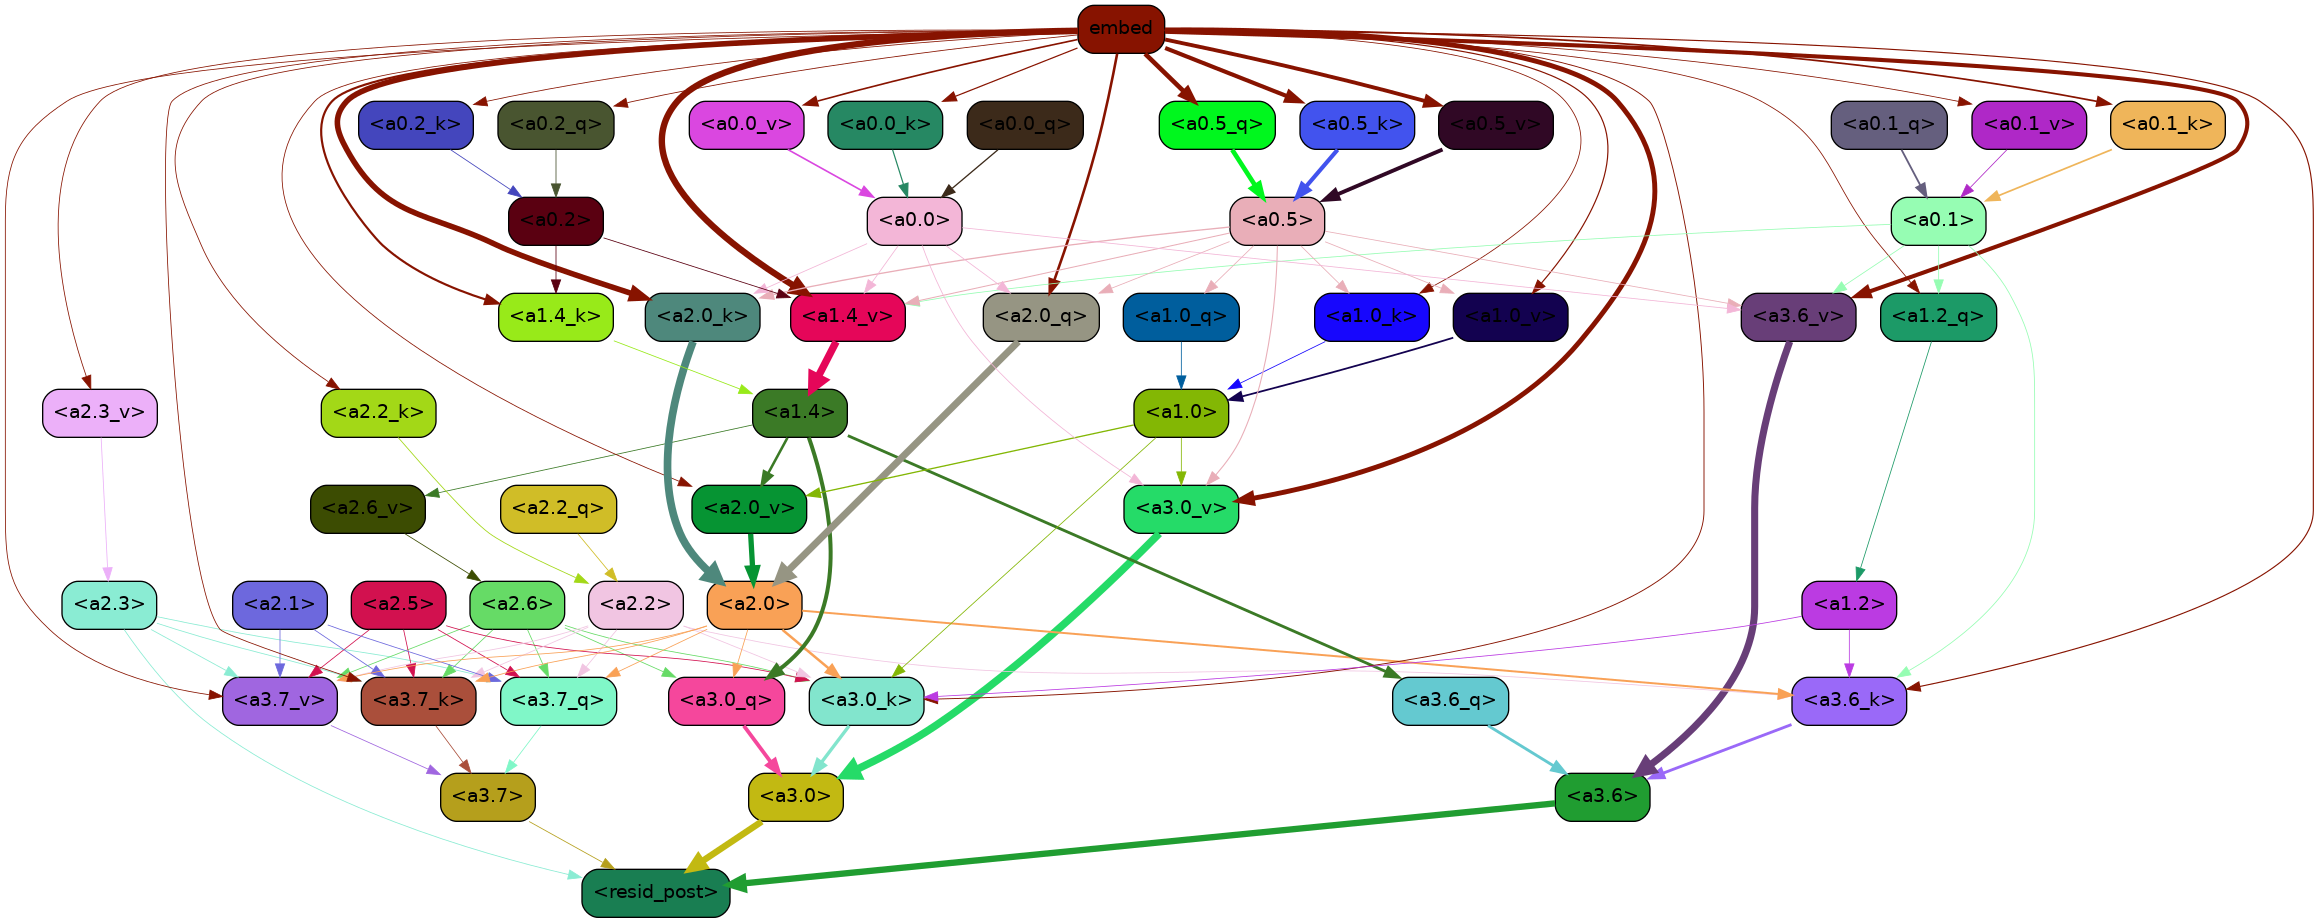 embed
<a0.2_k>
<a0.2_q>
<a0.0_v>
<a0.0_k>
<a0.0_q>
<a0.5_q>
<a0.5_k>
<a0.5_v>
<a0.1_q>
<a0.1_v>
<a0.1_k>
<a0.2>
<a0.0>
<a0.5>
<a0.1>
<a1.4_k>
<a2.0_k>
<a1.4_v>
<a2.0_q>
<a1.0_q>
<a1.0_k>
<a1.0_v>
<a3.6_v>
<a1.2_q>
<a2.3_v>
<a2.2_k>
<a1.4>
<a1.0>
<a2.6_v>
<a2.2_q>
<a2.0_v>
<a3.0_v>
<a2.3>
<a2.1>
<a2.5>
<a2.6>
<a2.2>
<a2.0>
<a1.2>
<a3.7_v>
<a3.7_k>
<a3.7_q>
<a3.0_q>
<a3.0_k>
<a3.6_q>
<a3.6_k>
<a3.7>
<a3.0>
<a3.6>
<resid_post>